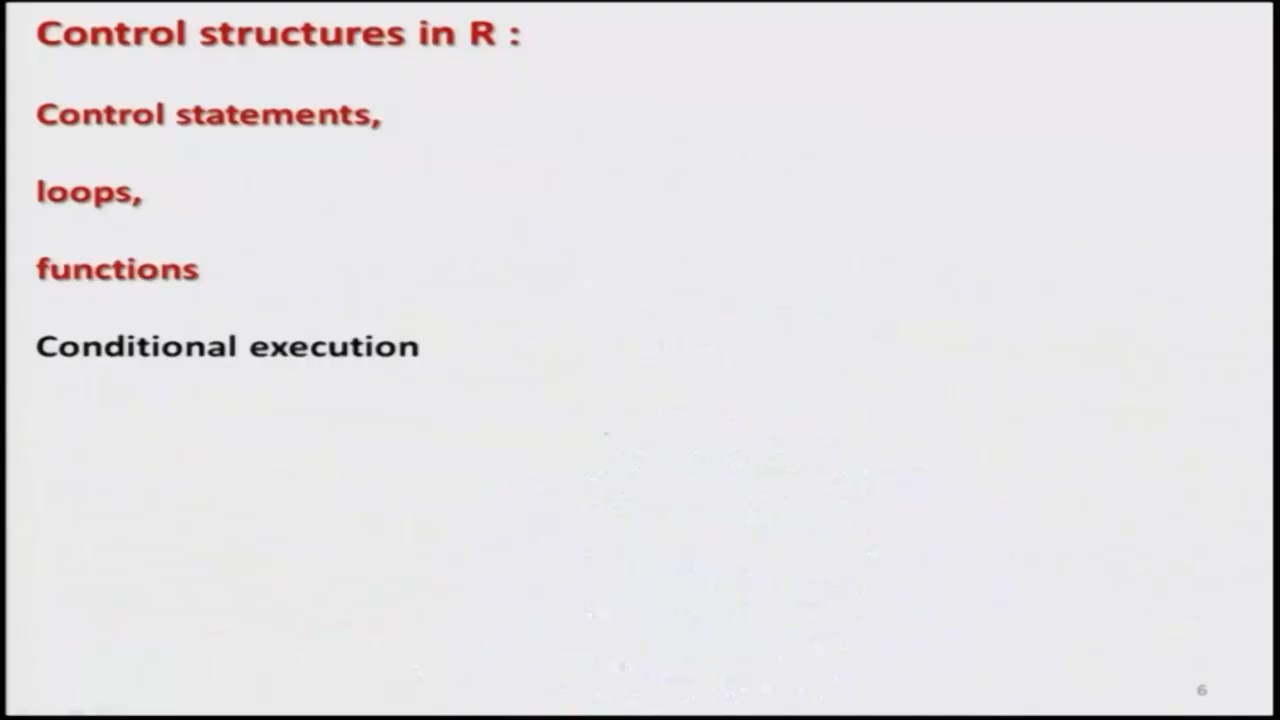 Control structures in R :
Control statements,
loops,
functions
Conditional execution
6